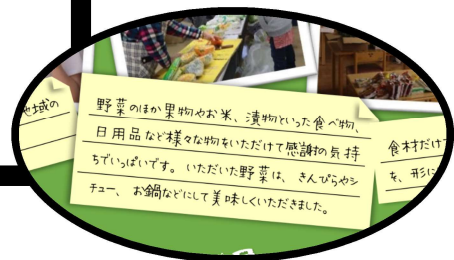 地域の
野菜のほか果物やお米、漬物といった食べ物、
日用品など様々な物をいただけて感謝の気持
ちでいっぱいです。いただいた野菜は、きんぴらやシ
チュー、お鍋などにして美味しくいただきました。
食材だけ
を、形に